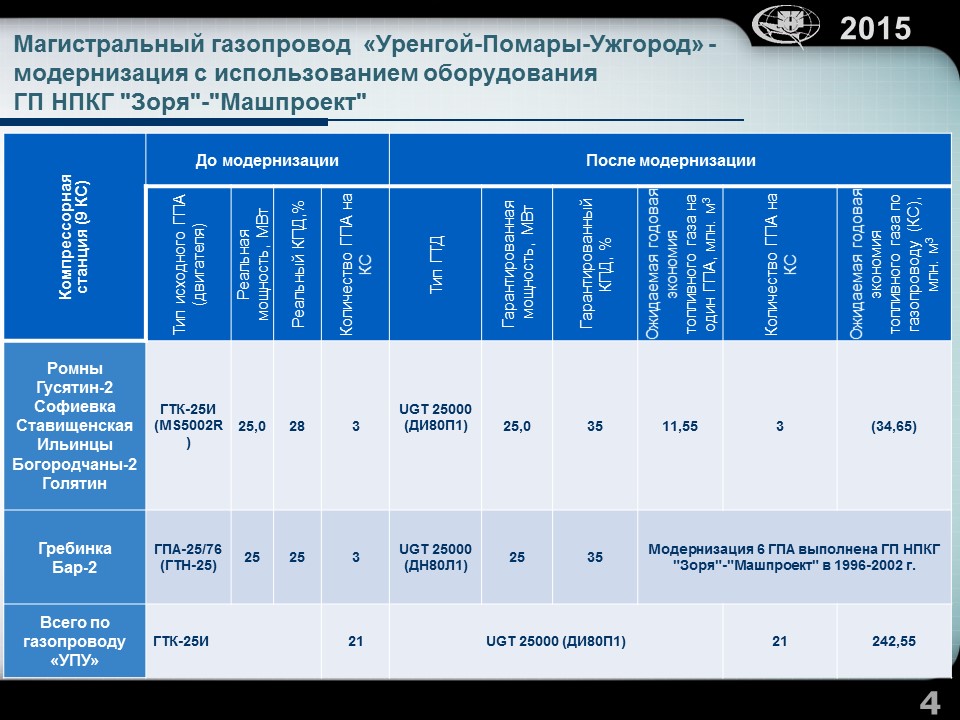 2015
Магистральный газопровод «Уренгой-Помары-Ужгород» -
модернизация с использованием оборудования
ГП НПКГ "Зоря"-"Машпроект"
Компрессорная
станция (9 КС)
До модернизации
После модернизации
Тип исходного ГПА
(двигателя)
Реальная
мощность, МВт
Реальный КПД,%
Количество ГПА на
КС
Тип ГТД
Гарантированная
мощность, МВт
Гарантированный
КПД, %
Ожидаемая годовая
экономия
топливного газа на
один ГПА, млн. м³
Количество ГПА на
КС
Ожидаемая годовая
экономия
топливного газа по
газопроводу (КС),
млн. м³
Ромны
Гусятин-2
Софиевка
Ставищенская
Ильинцы
Богородчаны-2
Голятин
ГТК-25И
(MS5002R
)
25,0
28
3
UGT 25000
(ДИ80П1)
25,0
35
11,55
3
(34,65)
Гребинка
Бар-2
ГПА-25/76
(ГТН-25)
25
25
3
UGT 25000
(ДН80Л1)
25
35
Модернизация 6 ГПА выполнена ГП НПКГ
"Зоря"-"Машпроект" в 1996-2002 г.
Всего по
газопроводу
«УПУ»
ГТК-25И
21
UGT 25000 (ДИ80П1)
21
242,55
4